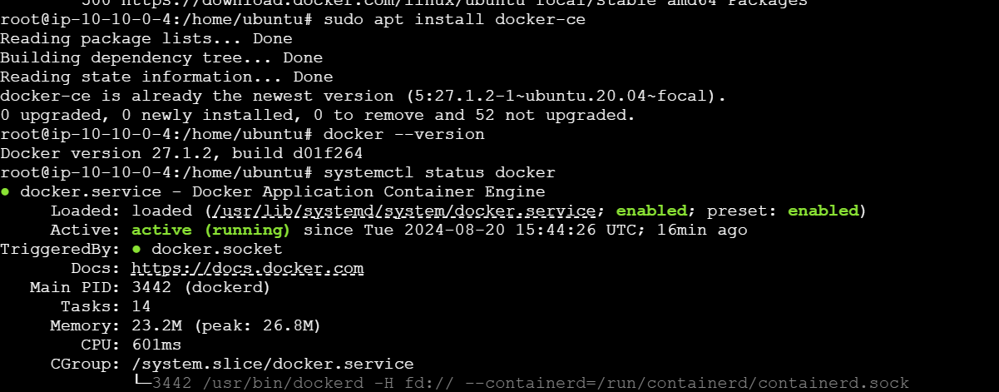 500 https://download.docker.com/linux/ubuntu focal/stable amd64 Packages
root@ip-10-10-0-4:/home/ubuntu# sudo apt install docker-ce
Reading package lists... Done
Building dependency tree... Done
Reading state information... Done
docker-ce is already the newest version (5:27.1.2-1~ubuntu.20.04~focal).
0 upgraded, 0 newly installed, 0 to remove and 52 not upgraded.
root@ip-10-10-0-4:/home/ubuntu# docker --version
Docker version 27.1.2, build d01f264
root@ip-10-10-0-4:/home/ubuntu# systemctl status docker
● docker.service - Docker Application Container Engine
Loaded: loaded (/usr/lib/systemd/system/docker.service; enabled; preset: enabled)
Active: active (running) since Tue 2024-08-20 15:44:26 UTC; 16min ago
TriggeredBy: ● docker.socket
Docs: https://docs.docker.com
Main PID: 3442 (dockerd)
Tasks: 14
Memory: 23.2M (peak: 26.8M)
CPU: 601ms
CGroup: /system.slice/docker.service
└─3442 /usr/bin/dockerd -H fd:// --containerd=/run/containerd/containerd.sock